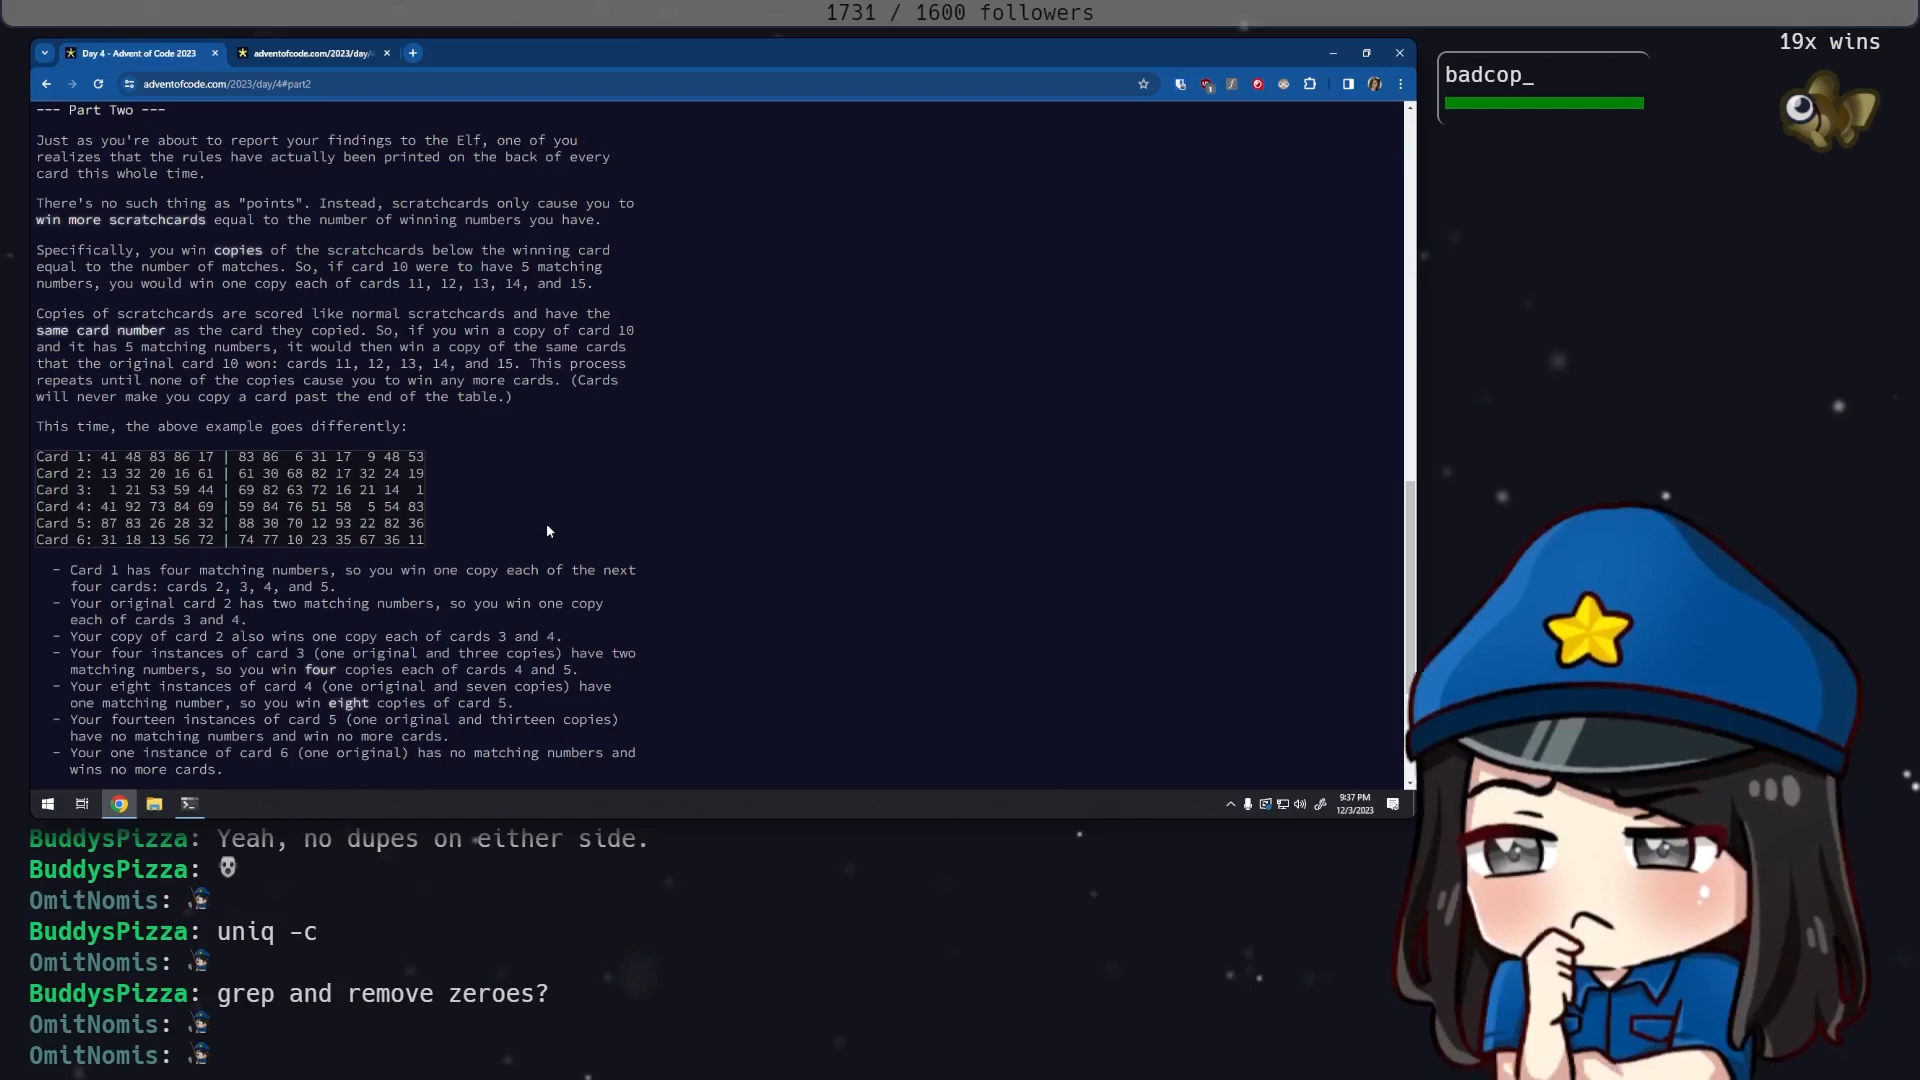 1731 / 1600 followers
19x wins
Day 4 - Advent of Code 2023
adventofcode.com/2023/day/
badcop_
adventofcode.com/2023/day/4#part2
--- Part Two ---
Just as you're about to report your findings to the Elf, one of you
realizes that the rules have actually been printed on the back of every
card this whole time.
There's no such thing as "points". Instead, scratchcards only cause you to
win more scratchcards equal to the number of winning numbers you have.
Specifically, you win copies of the scratchcards below the winning card
equal to the number of matches. So, if card 10 were to have 5 matching
numbers, you would win one copy each of cards 11, 12, 13, 14, and 15.
Copies of scratchcards are scored like normal scratchcards and have the
same card number as the card they copied. So, if you win a copy of card 10
and it has 5 matching numbers, it would then win a copy of the same cards
that the original card 10 won: cards 11, 12, 13, 14, and 15. This process
repeats until none of the copies cause you to win any more cards. (Cards
will never make you copy a card past the end of the table.)
This time, the above example goes differently:
Card 1: 41 48 83 86 17 | 83 86  6 31 17  9 48 53
Card 2: 13 32 20 16 61 | 61 30 68 82 17 32 24 19
Card 3:  1 21 53 59 44 | 69 82 63 72 16 21 14  1
Card 4: 41 92 73 84 69 | 59 84 76 51 58  5 54 83
Card 5: 87 83 26 28 32 | 88 30 70 12 93 22 82 36
Card 6: 31 18 13 56 72 | 74 77 10 23 35 67 36 11
- Card 1 has four matching numbers, so you win one copy each of the next
four cards: cards 2, 3, 4, and 5.
- Your original card 2 has two matching numbers, so you win one copy
each of cards 3 and 4.
- Your copy of card 2 also wins one copy each of cards 3 and 4.
- Your four instances of card 3 (one original and three copies) have two
matching numbers, so you win four copies each of cards 4 and 5.
- Your eight instances of card 4 (one original and seven copies) have
one matching number, so you win eight copies of card 5.
- Your fourteen instances of card 5 (one original and thirteen copies)
have no matching numbers and win no more cards.
- Your one instance of card 6 (one original) has no matching numbers and
wins no more cards.
9:37 PM
12/3/2023
BuddysPizza: Yeah, no dupes on either side.
BuddysPizza:
OmitNomis:
BuddysPizza: uniq -c
OmitNomis:
BuddysPizza: grep and remove zeroes?
OmitNomis:
OmitNomis: